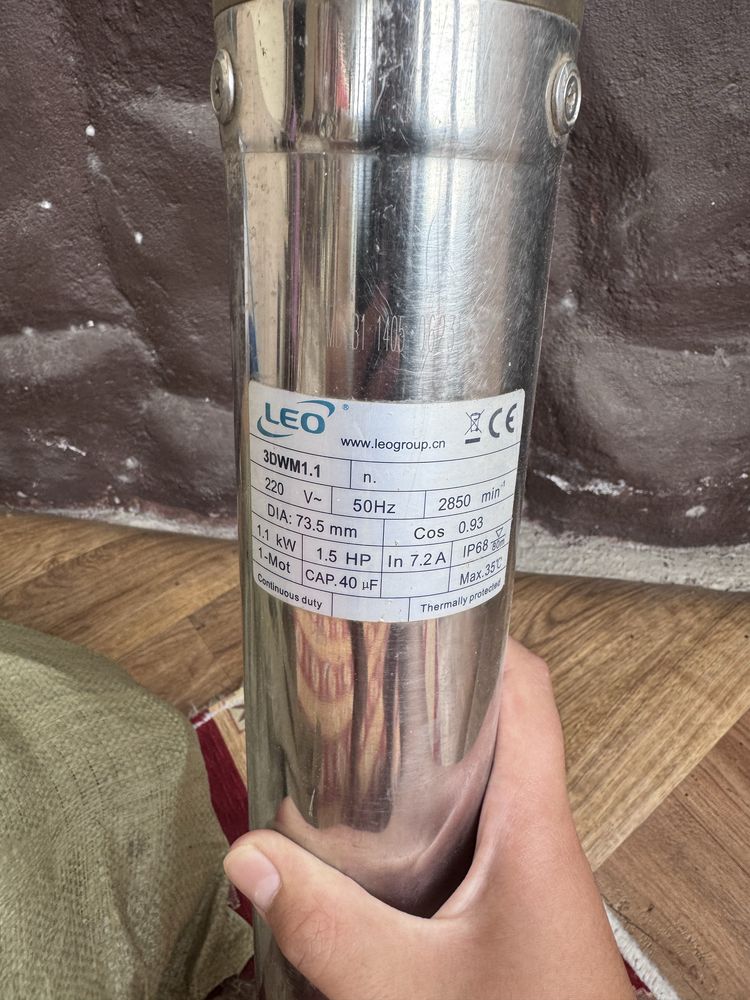 1405
LEO ®
www.leogroup.cn
CE
3DWM1.1 n.
220 V~ 50Hz 2850 min⁻¹
DIA: 73.5 mm Cos 0.93
1.1 kW 1.5 HP In 7.2 A IP68 80m
1-Mot CAP. 40 μF Max.35℃
Continuous duty Thermally protected